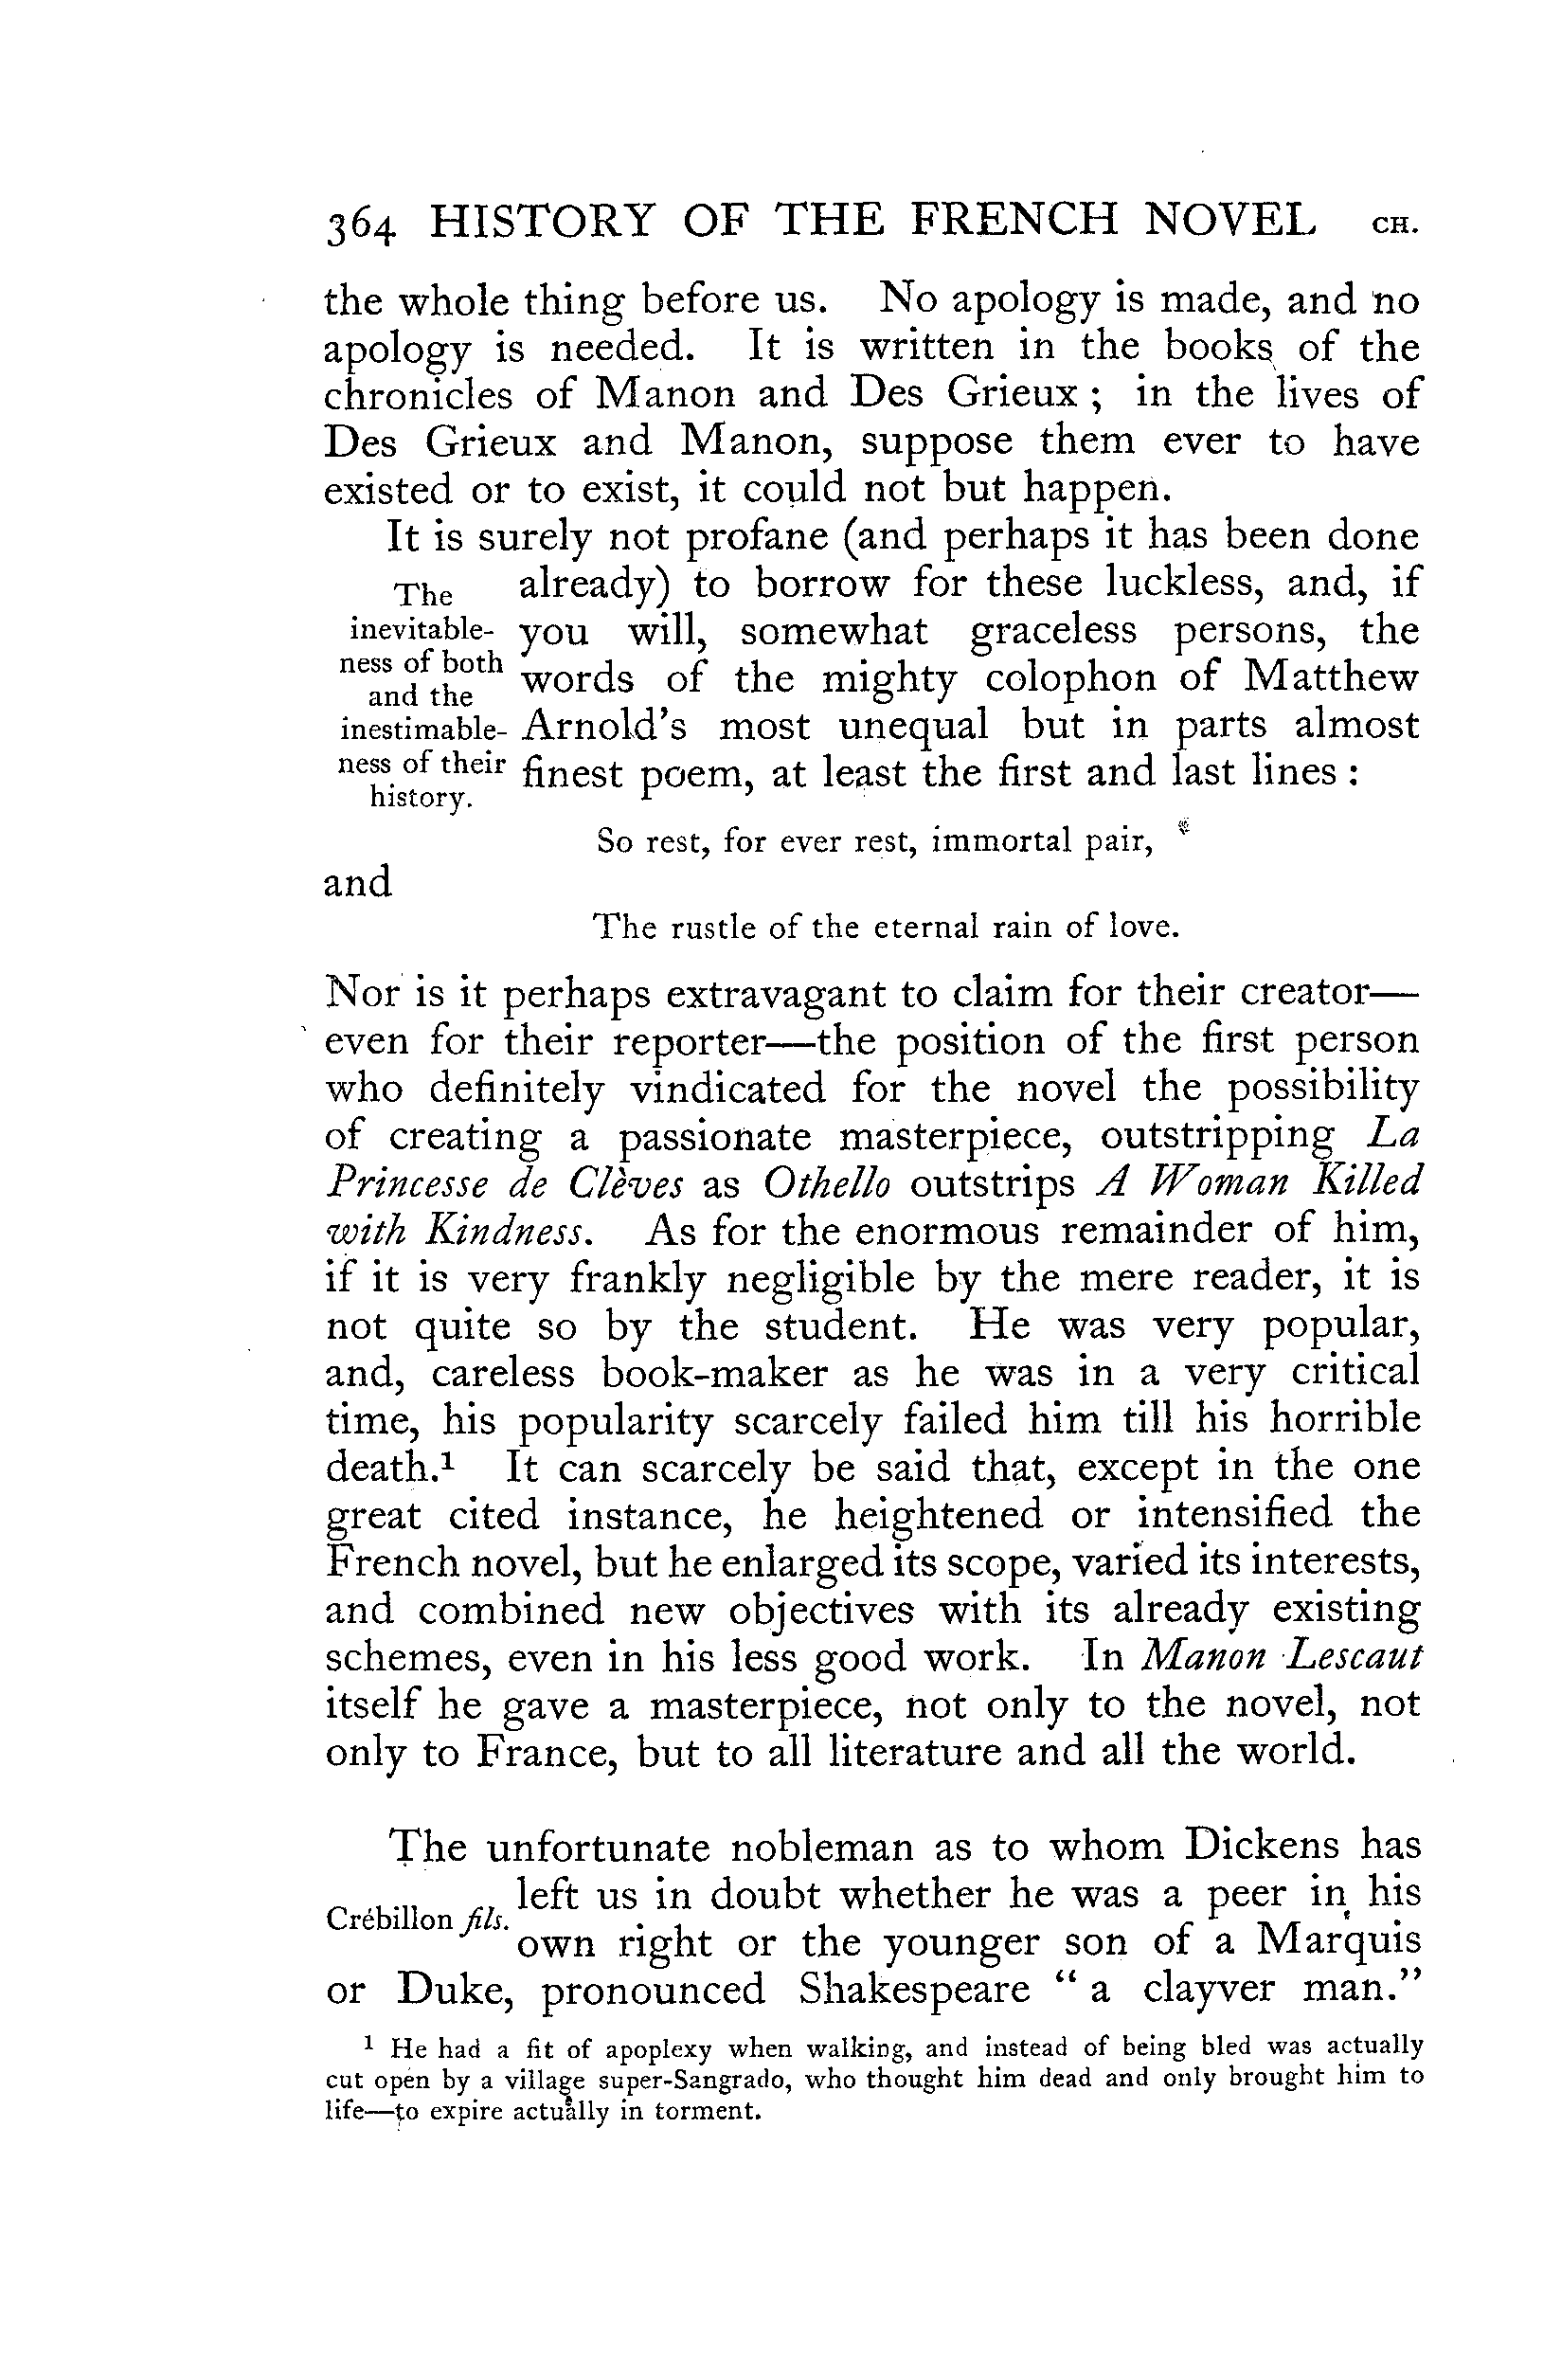 364 HISTORY OF THE FRENCH NOVEL CH.
the whole thing before us. No apology is made, and no
apology is needed. It is written in the books of the
chronicles of Manon and Des Grieux ; in the lives of
Des Grieux and Manon, suppose them ever to have
existed or to exist, it could not but happen.
It is surely not profane (and perhaps it has been done
already) to borrow for these luckless, and, if
you will, somewhat graceless persons, the
words of the mighty colophon of Matthew
Arnold's most unequal but in parts almost
finest poem, at least the first and last lines :
The
inevitable-
ness of both
and the
inestimable-
ness of their
history.
So rest, for ever rest, immortal pair,
and
The rustle of the eternal rain of love.
Nor is it perhaps extravagant to claim for their creator—
even for their reporter—the position of the first person
who definitely vindicated for the novel the possibility
of creating a passionate masterpiece, outstripping La
Princesse de Clèves as Othello outstrips A Woman Killed
with Kindness. As for the enormous remainder of him,
if it is very frankly negligible by the mere reader, it is
not quite so by the student. He was very popular,
and, careless book-maker as he was in a very critical
time, his popularity scarcely failed him till his horrible
death.¹ It can scarcely be said that, except in the one
great cited instance, he heightened or intensified the
French novel, but he enlarged its scope, varied its interests,
and combined new objectives with its already existing
schemes, even in his less good work. In Manon Lescaut
itself he gave a masterpiece, not only to the novel, not
only to France, but to all literature and all the world.
The unfortunate nobleman as to whom Dickens has
left us in doubt whether he was a peer in his
Crébillon fils.
own right or the younger son of a Marquis
or Duke, pronounced Shakespeare “ a clayver man.”
¹ He had a fit of apoplexy when walking, and instead of being bled was actually
cut open by a village super-Sangrado, who thought him dead and only brought him to
life—to expire actually in torment.